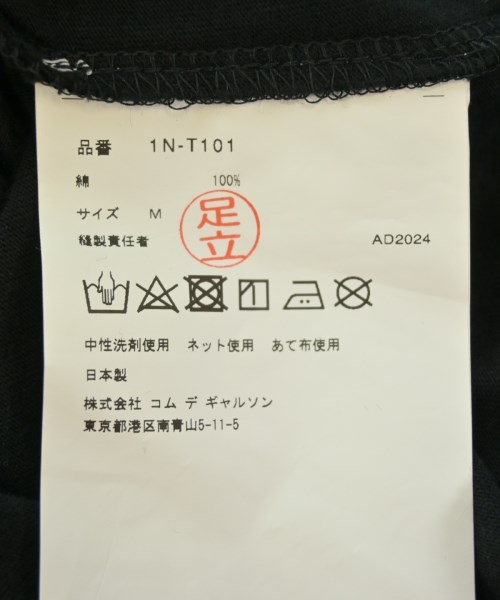 品番 1N-T101
綿 100%
サイズ M
足立
縫製責任者 AD2024
中性洗剤使用 ネット使用 あて布使用
日本製
株式会社 コム デ ギャルソン
東京都港区南青山5-11-5